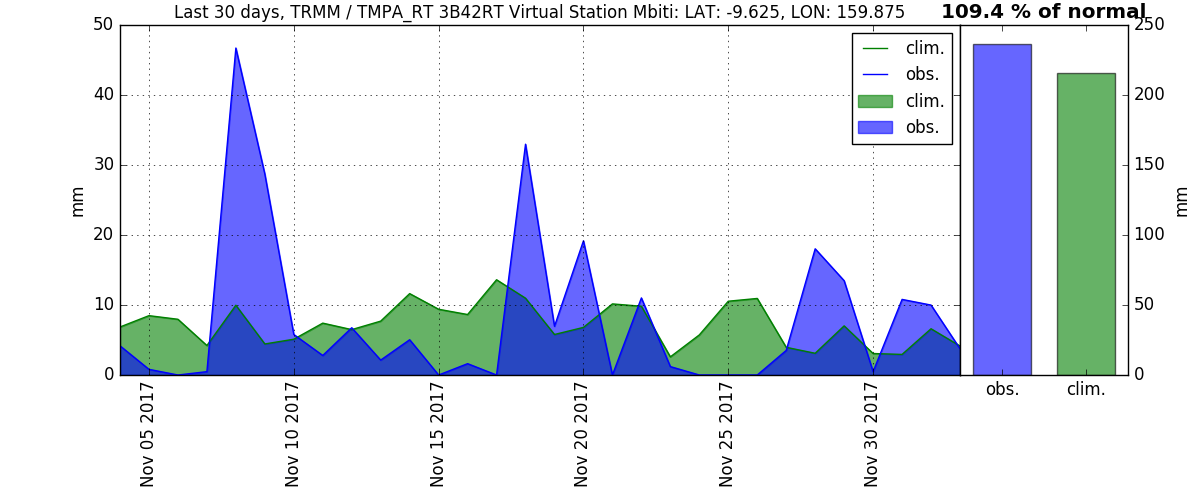 Last 30 days, TRMM / TMPA_RT 3B42RT Virtual Station Mbiti: LAT: -9.625, LON: 159.875
109.4 % of normal
50
40
30
20
10
0
mm
clim.
obs.
clim.
obs.
250
200
150
100
50
0
mm
obs.
clim.
Nov 05 2017
Nov 10 2017
Nov 15 2017
Nov 20 2017
Nov 25 2017
Nov 30 2017